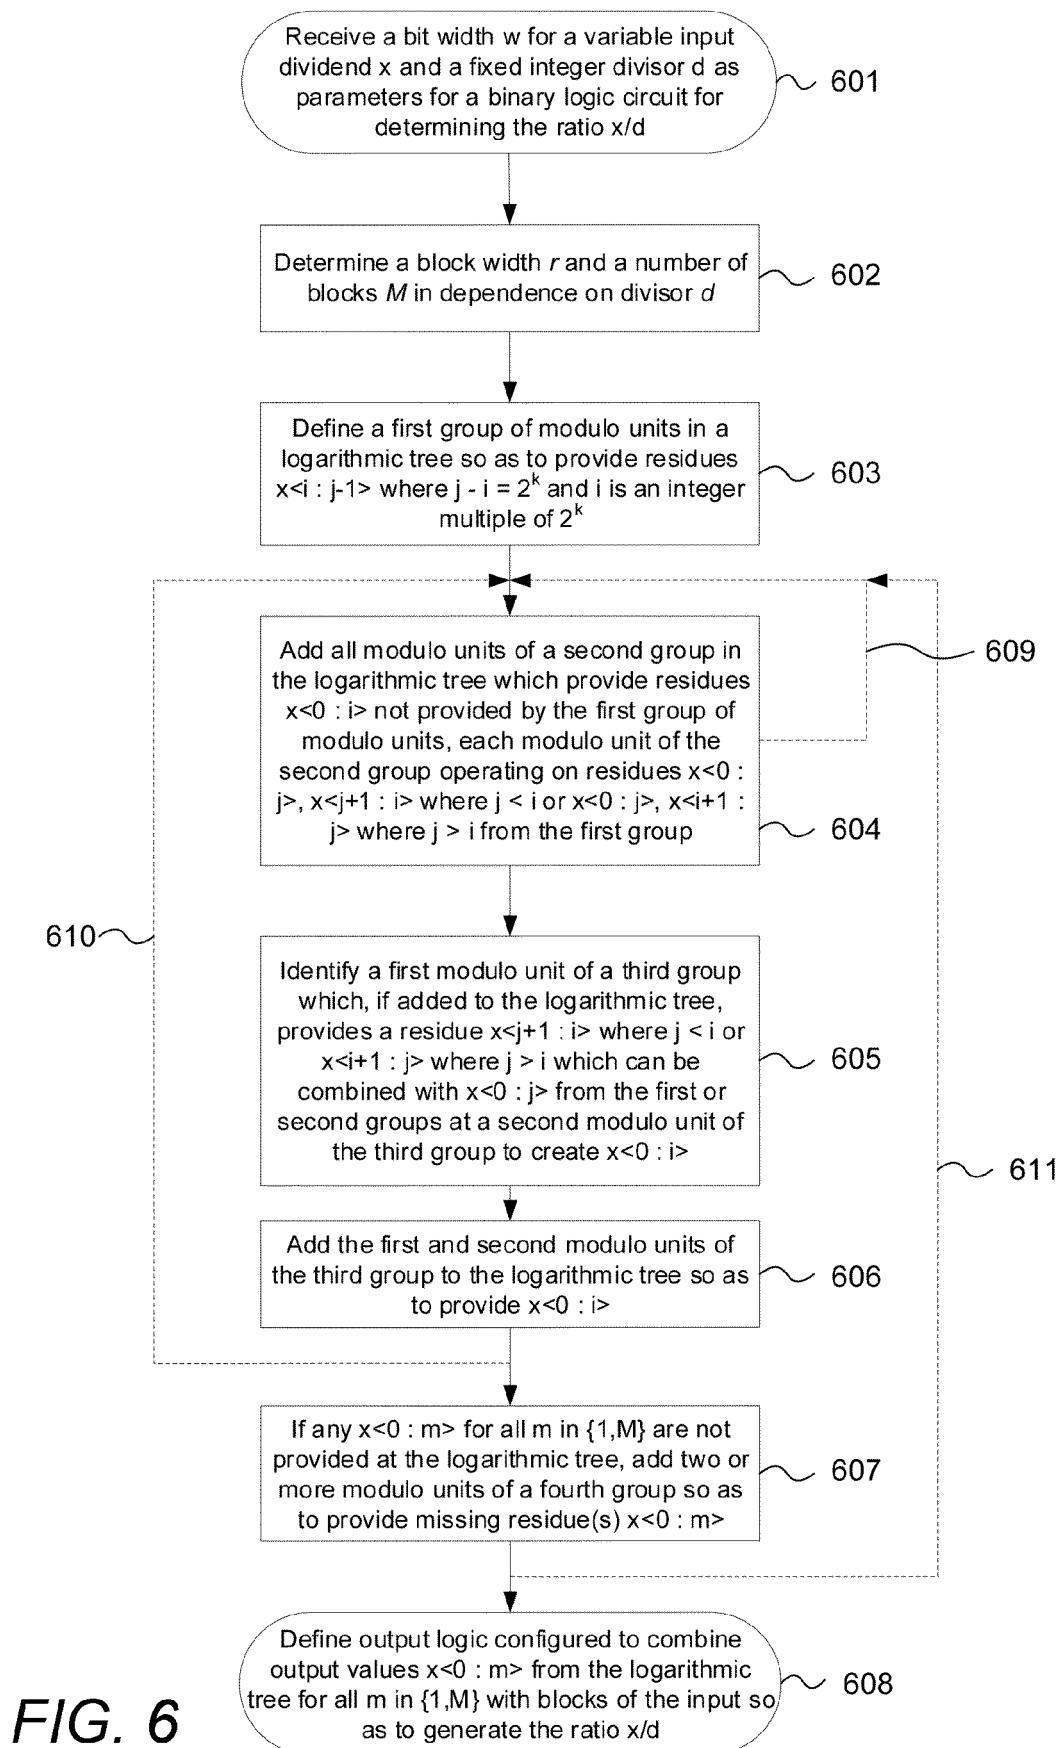 Receive a bit width w for a variable input
dividend x and a fixed integer divisor d as
parameters for a binary logic circuit for
determining the ratio x/d
601
Determine a block width r and a number of
blocks M in dependence on divisor d
602
Define a first group of modulo units in a
logarithmic tree so as to provide residues
x<i : j-1> where j - i = 2^k and i is an integer
multiple of 2^k
603
Add all modulo units of a second group in
the logarithmic tree which provide residues
x<0 : i> not provided by the first group of
modulo units, each modulo unit of the
second group operating on residues x<0 :
j>, x<j+1 : i> where j < i or x<0 : j>, x<i+1 :
j> where j > i from the first group
609
604
610
Identify a first modulo unit of a third group
which, if added to the logarithmic tree,
provides a residue x<j+1 : i> where j < i or
x<i+1 : j> where j > i which can be
combined with x<0 : j> from the first or
second groups at a second modulo unit of
the third group to create x<0 : i>
605
611
Add the first and second modulo units of
the third group to the logarithmic tree so as
to provide x<0 : i>
606
If any x<0 : m> for all m in {1,M} are not
provided at the logarithmic tree, add two or
more modulo units of a fourth group so as
to provide missing residue(s) x<0 : m>
607
Define output logic configured to combine
output values x<0 : m> from the logarithmic
tree for all m in {1,M} with blocks of the input so
as to generate the ratio x/d
608
FIG. 6